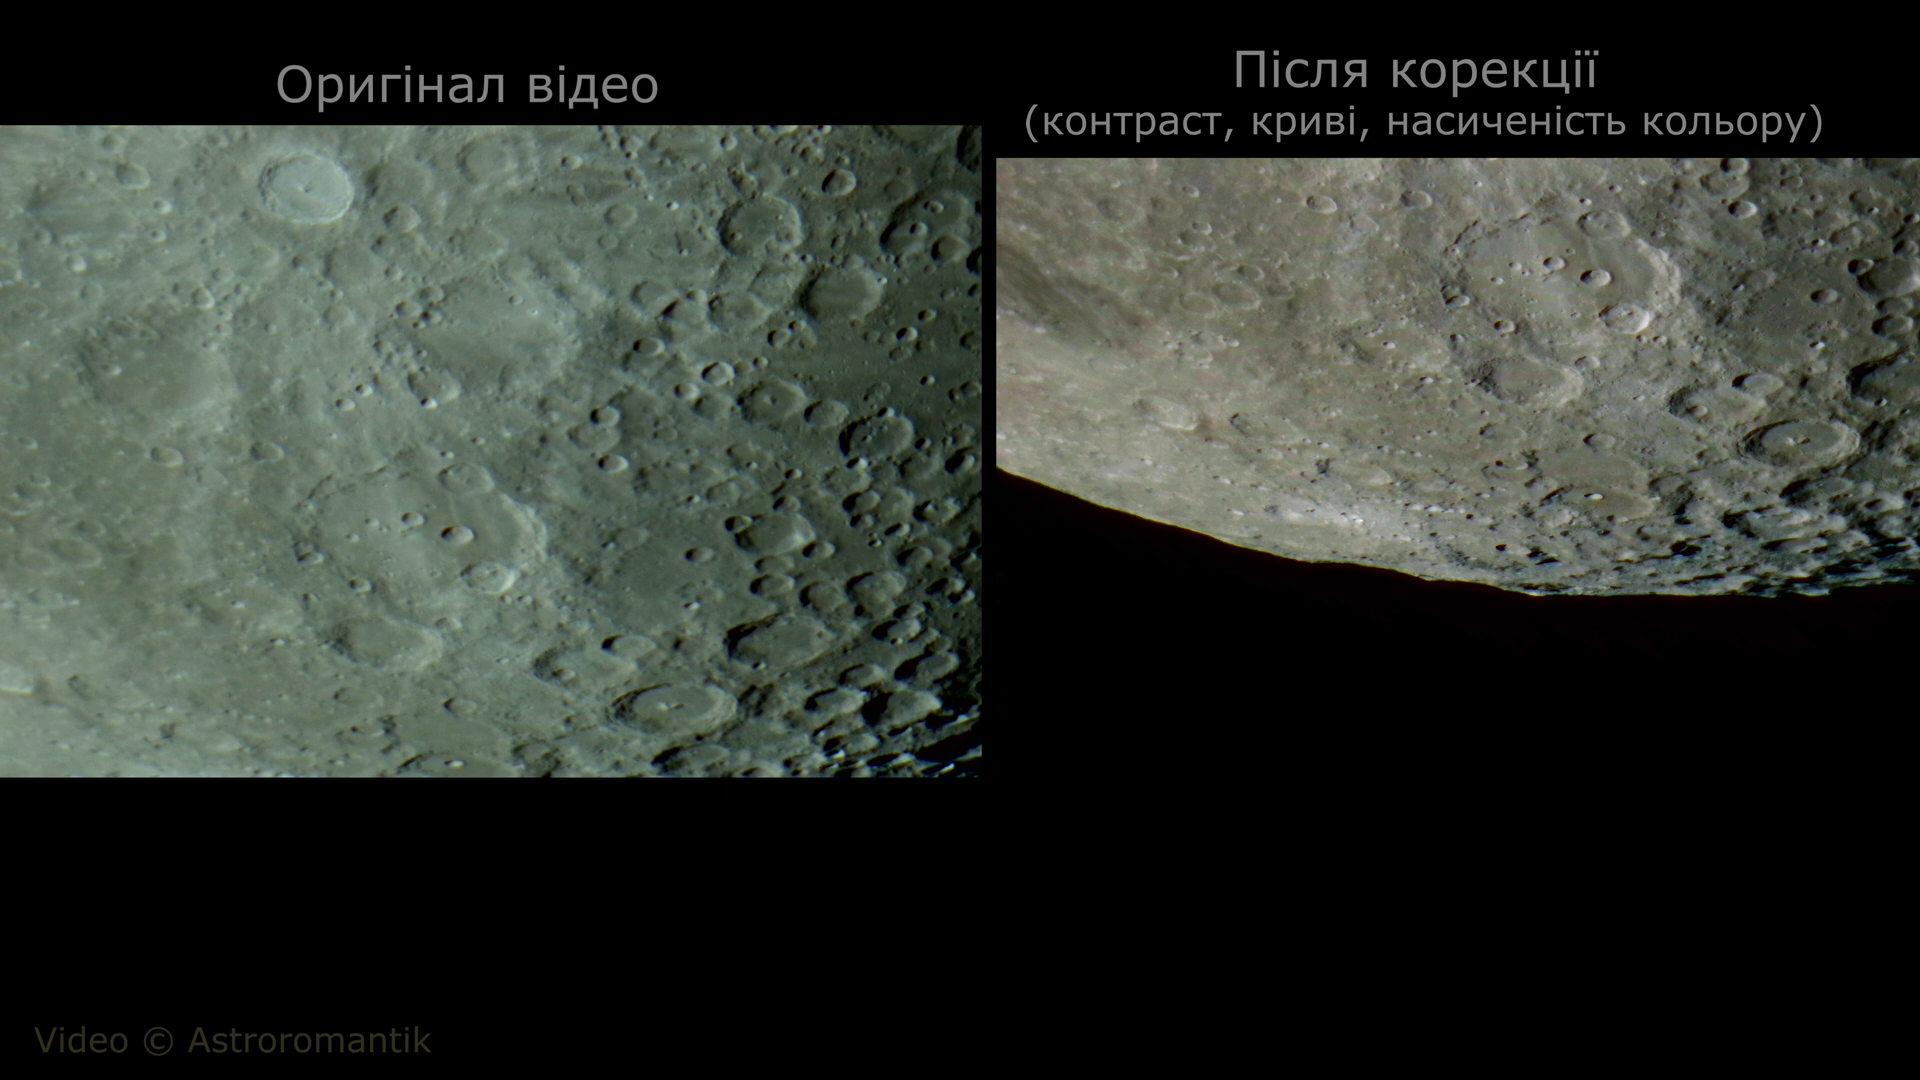 Оригінал відео
Після корекції
(контраст, криві, насиченість кольору)
Video © Astroromantik